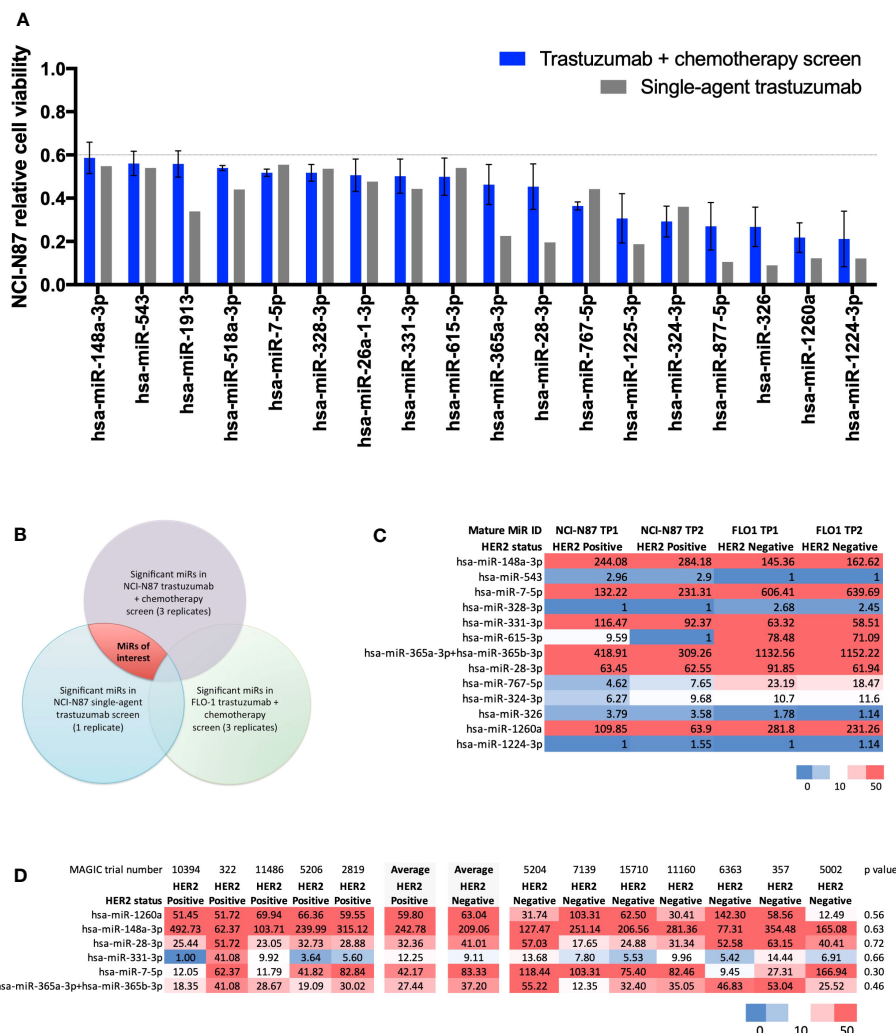 A
Trastuzumab + chemotherapy screen
Single-agent trastuzumab
NCI-N87 relative cell viability
1.0
0.8
0.6
0.4
0.2
0.0
hsa-miR-148a-3p
hsa-miR-543
hsa-miR-1913
hsa-miR-518a-3p
hsa-miR-7-5p
hsa-miR-328-3p
hsa-miR-26a-1-3p
hsa-miR-331-3p
hsa-miR-615-3p
hsa-miR-365a-3p
hsa-miR-28-3p
hsa-miR-767-5p
hsa-miR-1225-3p
hsa-miR-324-3p
hsa-miR-877-5p
hsa-miR-326
hsa-miR-1260a
hsa-miR-1224-3p
B
Significant miRs in
NCI-N87 trastuzumab
+ chemotherapy
screen (3 replicates)
MiRs of
interest
Significant miRs in
NCI-N87 single-agent
trastuzumab screen
(1 replicate)
Significant miRs in
FLO-1 trastuzumab +
chemotherapy
screen (3 replicates)
C
Mature MiR ID NCI-N87 TP1 NCI-N87 TP2 FLO1 TP1 FLO1 TP2
HER2 status HER2 Positive HER2 Positive HER2 Negative HER2 Negative
hsa-miR-148a-3p 244.08 284.18 145.36 162.62
hsa-miR-543 2.96 2.9 1 1
hsa-miR-7-5p 132.22 231.31 606.41 639.69
hsa-miR-328-3p 1 1 2.68 2.45
hsa-miR-331-3p 116.47 92.37 63.32 58.51
hsa-miR-615-3p 9.59 1 78.48 71.09
hsa-miR-365a-3p+hsa-miR-365b-3p 418.91 309.26 1132.56 1152.22
hsa-miR-28-3p 63.45 62.55 91.85 61.94
hsa-miR-767-5p 4.62 7.65 23.19 18.47
hsa-miR-324-3p 6.27 9.68 10.7 11.6
hsa-miR-326 3.79 3.58 1.78 1.14
hsa-miR-1260a 109.85 63.9 281.8 231.26
hsa-miR-1224-3p 1 1.55 1 1.14
0 10 50
D
MAGIC trial number 10394 322 11486 5206 2819 Average Average 5204 7139 15710 11160 6363 357 5002 p value
HER2 HER2 HER2 HER2 HER2 HER2 HER2 HER2 HER2 HER2 HER2 HER2 HER2 HER2
HER2 status Positive Positive Positive Positive Positive Positive Negative Negative Negative Negative Negative Negative Negative Negative
hsa-miR-1260a 51.45 51.72 69.94 66.36 59.55 59.80 63.04 31.74 103.31 62.50 30.41 142.30 58.56 12.49 0.56
hsa-miR-148a-3p 492.73 62.37 103.71 239.99 315.12 242.78 209.06 127.47 251.14 206.56 281.36 77.31 354.48 165.08 0.63
hsa-miR-28-3p 25.44 51.72 23.05 32.73 28.88 32.36 41.01 57.03 17.65 24.88 31.34 52.58 63.15 40.41 0.72
hsa-miR-331-3p 1.00 41.08 9.92 3.64 5.60 12.25 9.11 13.68 7.80 5.53 9.96 5.42 14.44 6.91 0.66
hsa-miR-7-5p 12.05 62.37 11.79 41.82 82.84 42.17 83.33 118.44 103.31 75.40 82.46 9.45 27.31 166.94 0.30
hsa-miR-365a-3p+hsa-miR-365b-3p 18.35 41.08 28.67 19.09 30.02 27.44 37.20 55.22 12.35 32.40 35.05 46.83 53.04 25.52 0.46
0 10 50